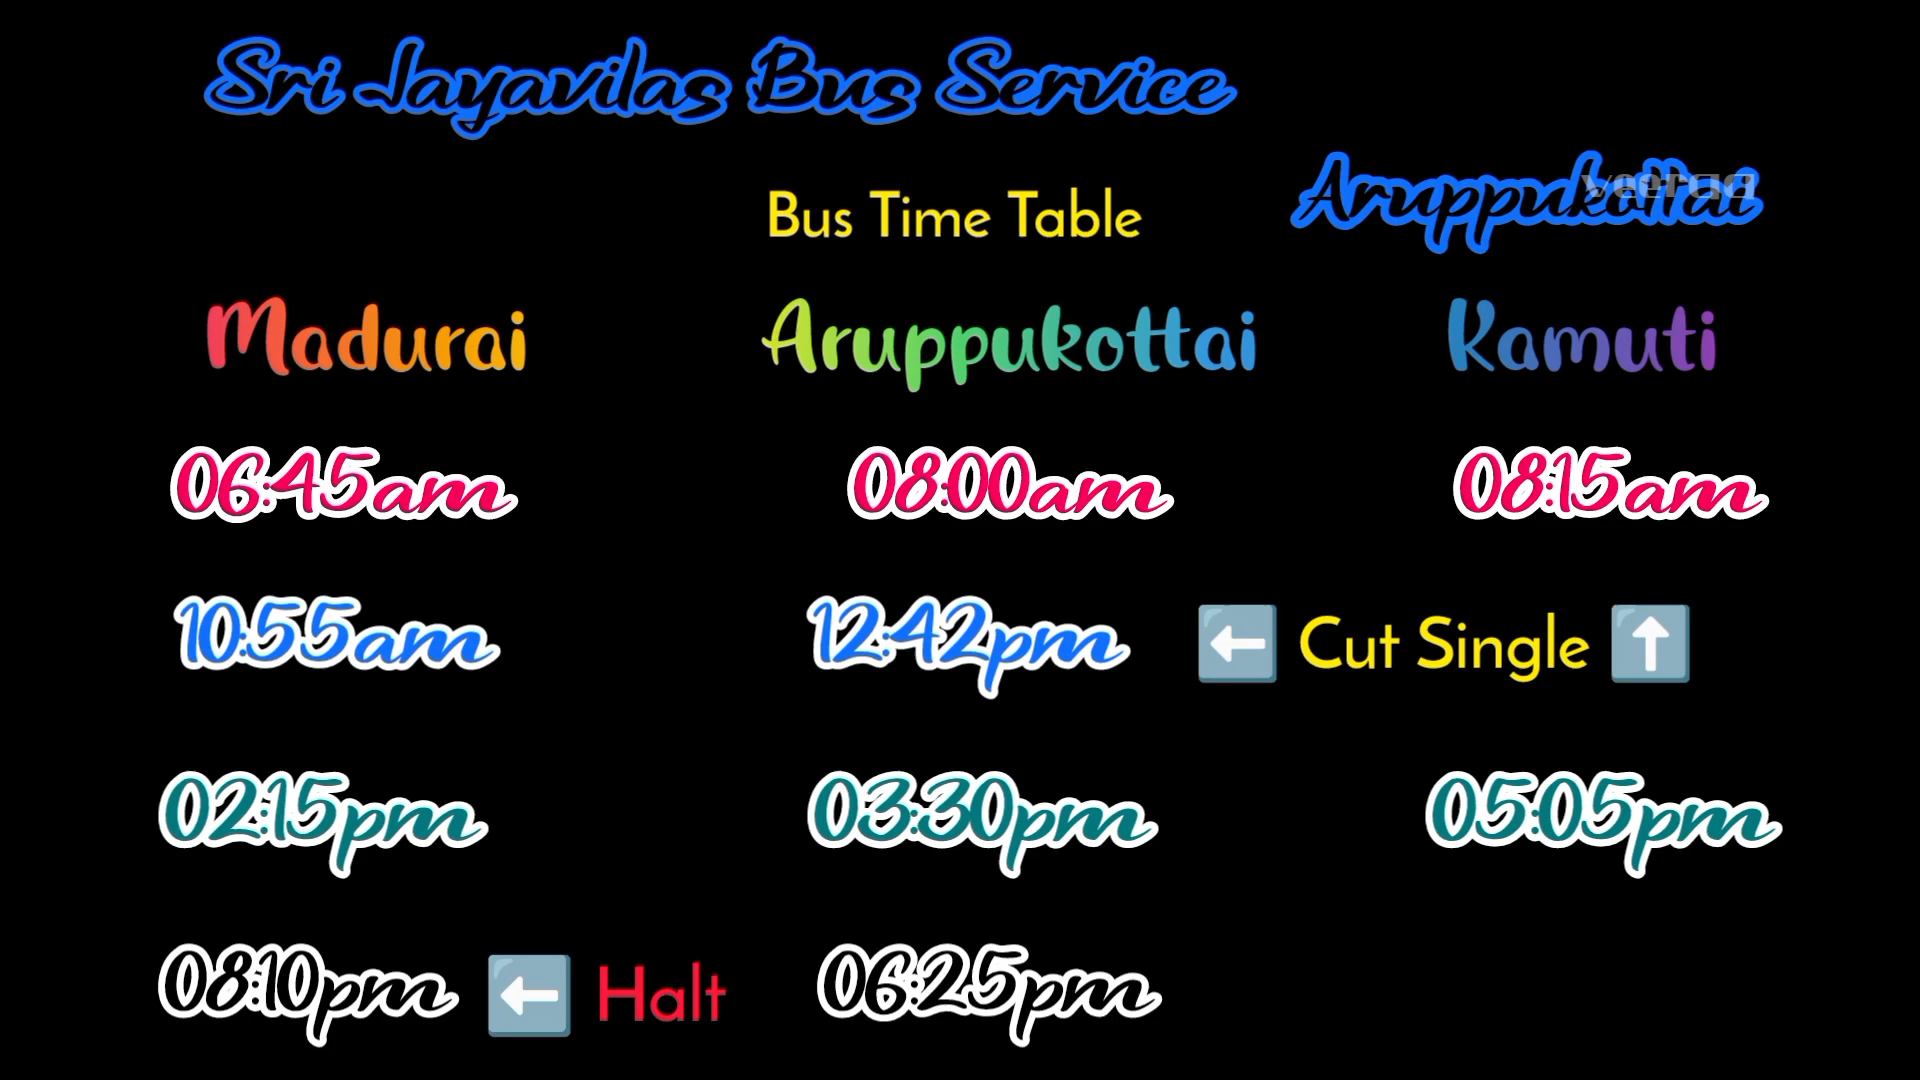 Sri Jayavilas Bus Service
Aruppukottai
veeraa
Bus Time Table
Madurai Aruppukottai Kamuti
06:45am 08:00am 08:15am
10:55am 12:42pm ⬅ Cut Single ⬆
02:15pm 03:30pm 05:05pm
08:10pm ⬅ Halt 06:25pm